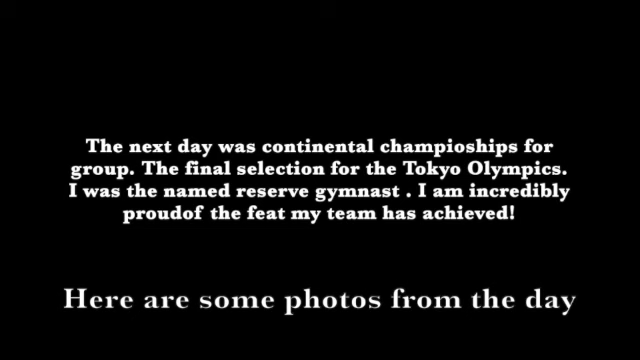 The next day was continental champioships for
group. The final selection for the Tokyo Olympics.
I was the named reserve gymnast . I am incredibly
proudof the feat my team has achieved!
Here are some photos from the day